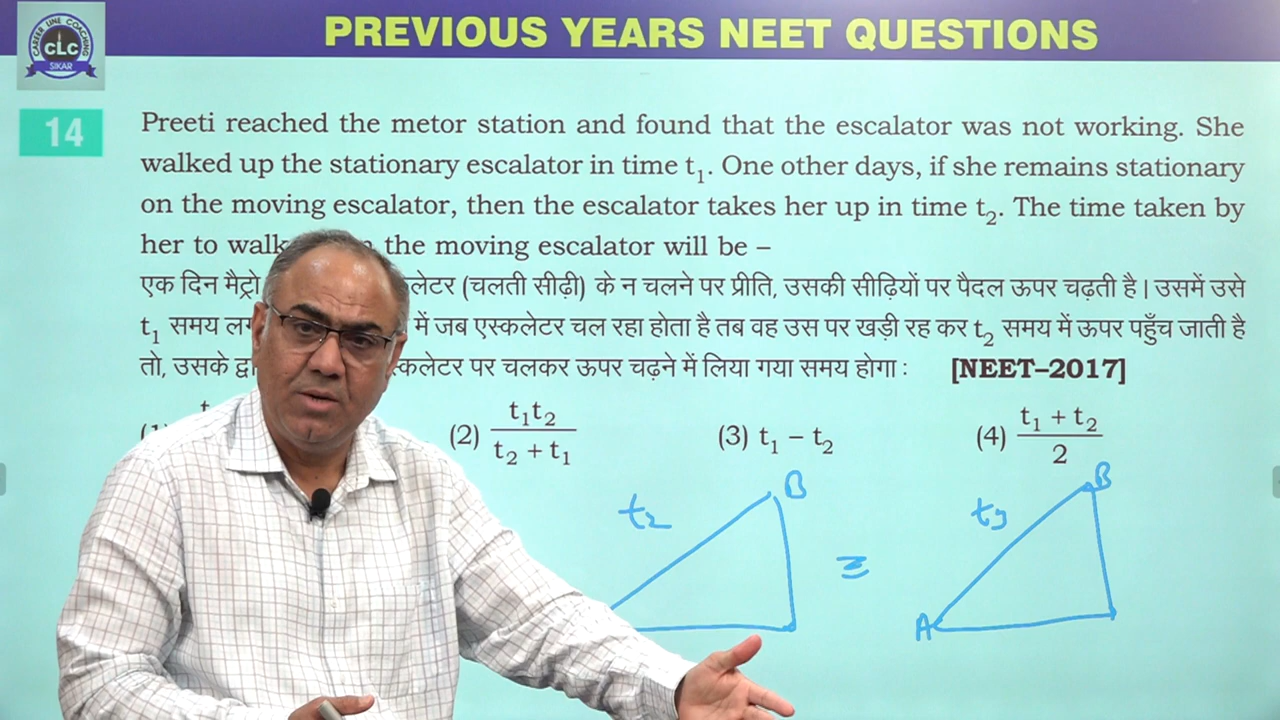 PREVIOUS YEARS NEET QUESTIONS
CAREER LINE COACHING
CLC
SIKAR
14
Preeti reached the metor station and found that the escalator was not working. She
walked up the stationary escalator in time t₁. One other days, if she remains stationary
on the moving escalator, then the escalator takes her up in time t₂. The time taken by
her to walk the moving escalator will be –
एक दिन मैट्रो (चलती सीढ़ी) के न चलने पर प्रीति, उसकी सीढ़ियों पर पैदल ऊपर चढ़ती है। उसमें उसे
t₁ समय में जब एस्कलेटर चल रहा होता है तब वह उस पर खड़ी रह कर t₂ समय में ऊपर पहुँच जाती है
तो, उसके पर चलकर ऊपर चढ़ने में लिया गया समय होगा : [NEET–2017]
(2) t₁t₂ / t₂ + t₁ (3) t₁ – t₂ (4) t₁ + t₂ / 2
t₂ B ≡ t₃ B
A